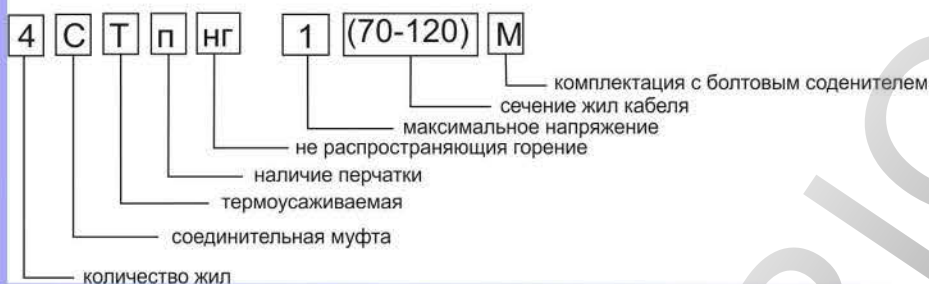 4 С Т п нг 1 (70-120) М
комплектация с болтовым соденителем
сечение жил кабеля
максимальное напряжение
не распространяющия горение
наличие перчатки
термоусаживаемая
соединительная муфта
количество жил